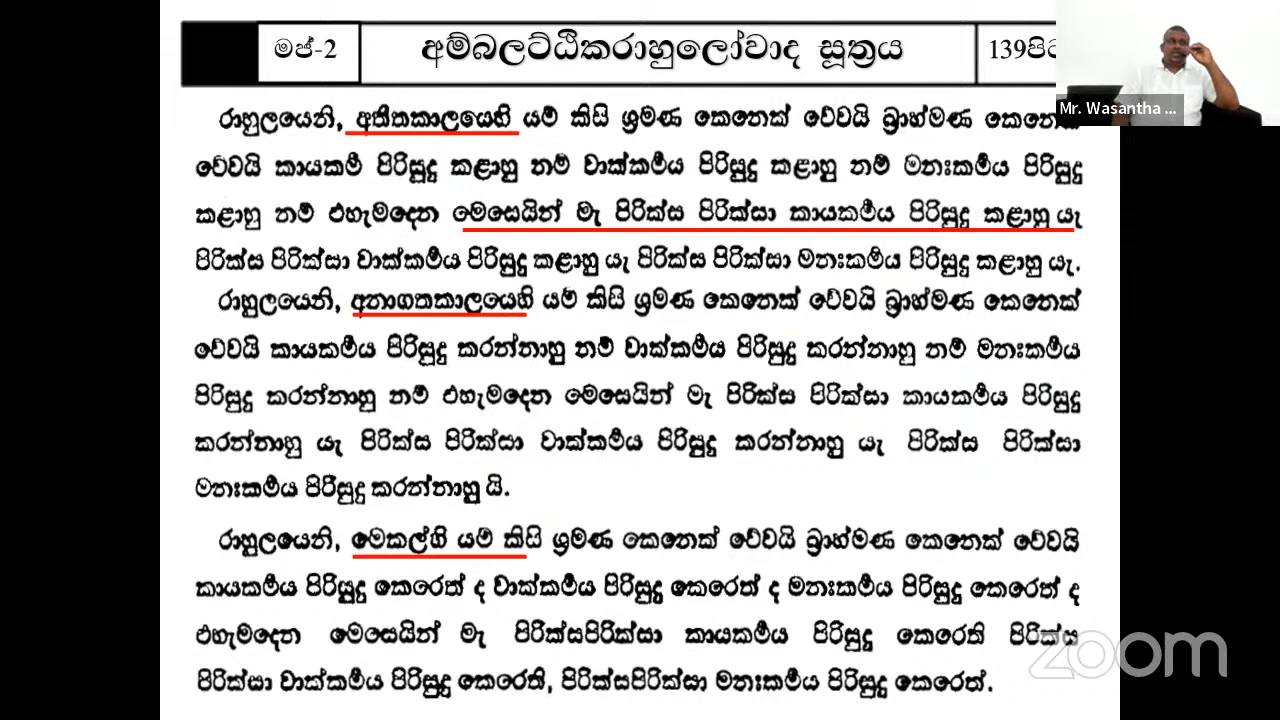 මජ්-2 අම්බලට්ඨිකරාහුලෝවාද සූත්‍රය 139පිට
Mr. Wasantha ...
රාහුලයෙනි, අතීතකාලයෙහි යම් කිසි ශ්‍රමණ කෙනෙක් වේවයි බ්‍රාහ්මණ කෙනෙක්
වේවයි කායකර්ම පිරිසුදු කළාහු නම් වාක්කර්මය පිරිසුදු කළාහු නම් මනඃකර්මය පිරිසුදු
කළාහු නම් එහැමදෙන මෙසෙයින් මැ පිරික්ස පිරික්සා කායකර්මය පිරිසුදු කළාහු යැ
පිරික්ස පිරික්සා වාක්කර්මය පිරිසුදු කළාහු යැ පිරික්ස පිරික්සා මනඃකර්මය පිරිසුදු කළාහු යැ.
රාහුලයෙනි, අනාගතකාලයෙහි යම් කිසි ශ්‍රමණ කෙනෙක් වේවයි බ්‍රාහ්මණ කෙනෙක්
වේවයි කායකර්මය පිරිසුදු කරන්නාහු නම් වාක්කර්මය පිරිසුදු කරන්නාහු නම් මනඃකර්මය
පිරිසුදු කරන්නාහු නම් එහැමදෙන මෙසෙයින් මැ පිරික්ස පිරික්සා කායකර්මය පිරිසුදු
කරන්නාහු යැ පිරික්ස පිරික්සා වාක්කර්මය පිරිසුදු කරන්නාහු යැ පිරික්ස පිරික්සා
මනඃකර්මය පිරිසුදු කරන්නාහු යි.
රාහුලයෙනි, මෙකල්හි යම් කිසි ශ්‍රමණ කෙනෙක් වේවයි බ්‍රාහ්මණ කෙනෙක් වේවයි
කායකර්මය පිරියුදු කෙරෙත් ද වාක්කර්මය පිරිසුදු කෙරෙත් ද මනඃකර්මය පිරිසුදු කෙරෙත් ද
එහැමදෙන මෙසෙයින් මැ පිරික්සපිරික්සා කායකර්මය පිරිසුදු කෙරෙති පිරික්ස
පිරික්සා වාක්කර්මය පිරිසුදු කෙරෙති, පිරික්සපිරික්සා මනඃකර්මය පිරිසුදු කෙරෙත්.
zoom